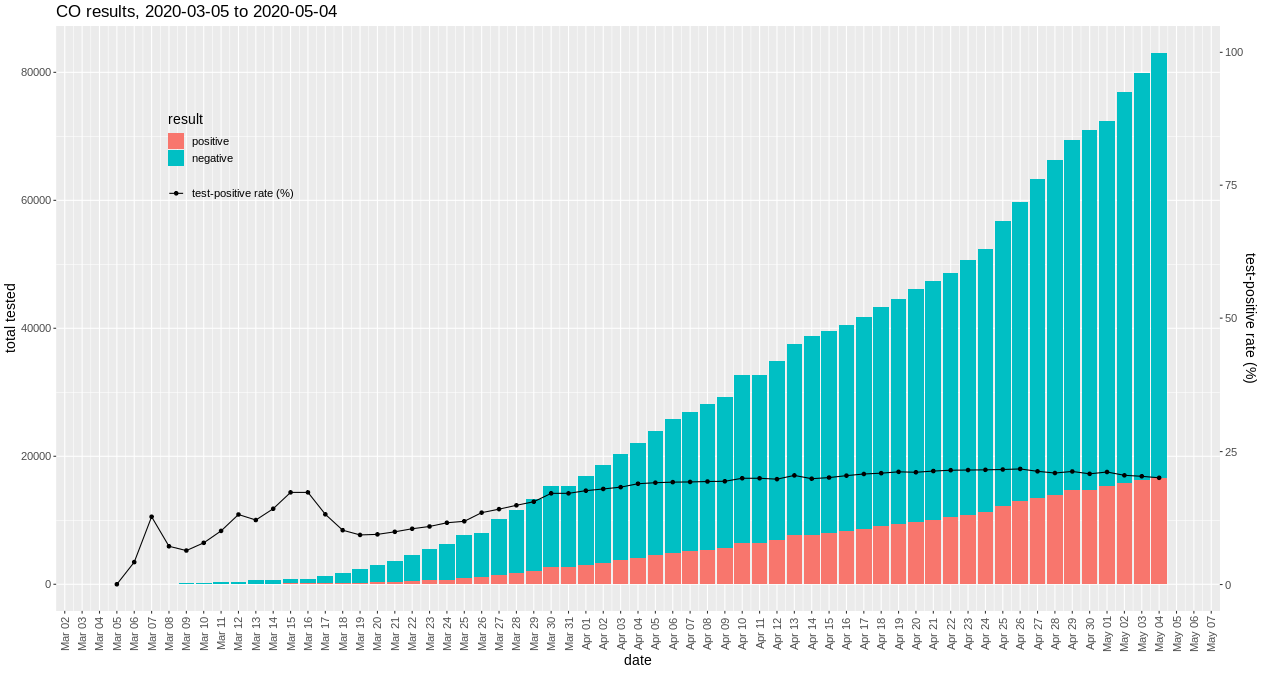 CO results, 2020-03-05 to 2020-05-04
total tested
80000
60000
40000
20000
0
result
positive
negative
test-positive rate (%)
100
75
50
25
0
test-positive rate (%)
Mar 02
Mar 03
Mar 04
Mar 05
Mar 06
Mar 07
Mar 08
Mar 09
Mar 10
Mar 11
Mar 12
Mar 13
Mar 14
Mar 15
Mar 16
Mar 17
Mar 18
Mar 19
Mar 20
Mar 21
Mar 22
Mar 23
Mar 24
Mar 25
Mar 26
Mar 27
Mar 28
Mar 29
Mar 30
Mar 31
Apr 01
Apr 02
Apr 03
Apr 04
Apr 05
Apr 06
Apr 07
Apr 08
Apr 09
Apr 10
Apr 11
Apr 12
Apr 13
Apr 14
Apr 15
Apr 16
Apr 17
Apr 18
Apr 19
Apr 20
Apr 21
Apr 22
Apr 23
Apr 24
Apr 25
Apr 26
Apr 27
Apr 28
Apr 29
Apr 30
May 01
May 02
May 03
May 04
May 05
May 06
May 07
date